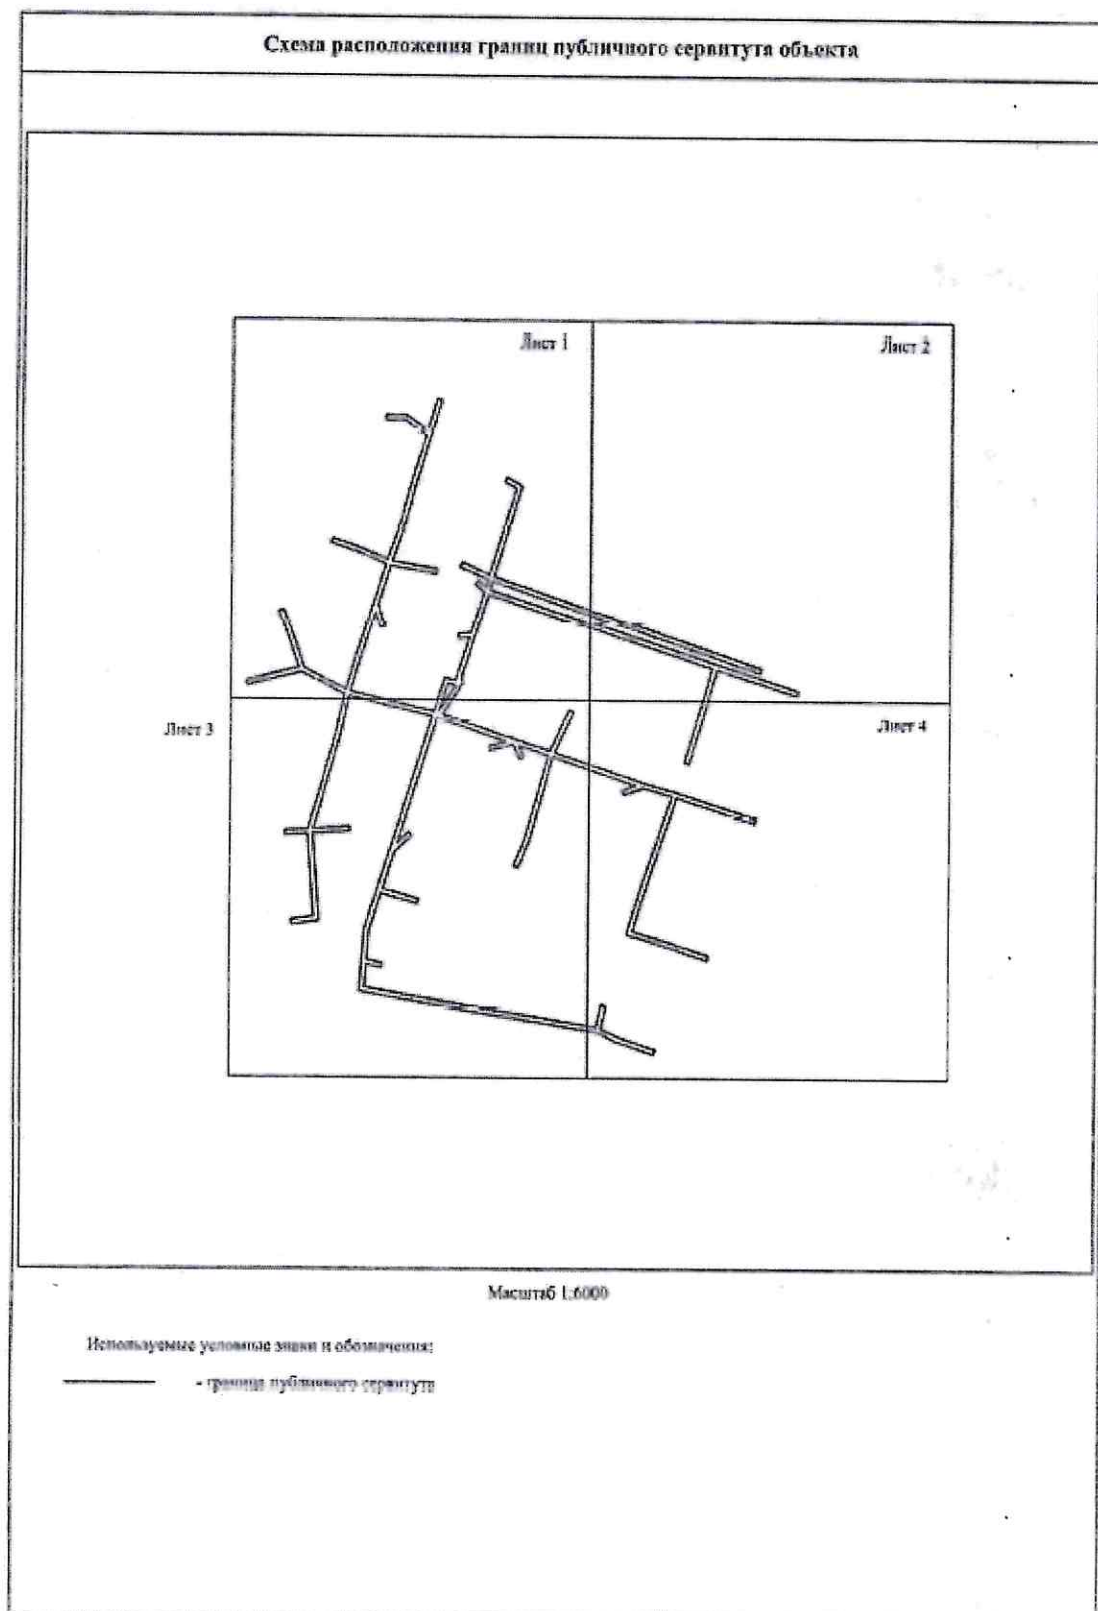 Схема расположения границ публичного сервитута объекта
Лист 1
Лист 2
Лист 3
Лист 4
Масштаб 1:6000
Используемые условные знаки и обозначения:
- граница публичного сервитута